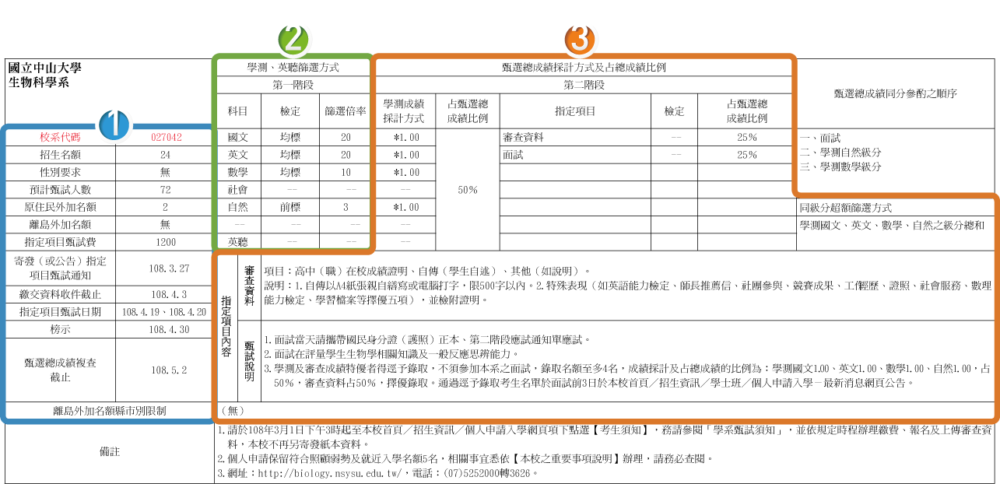 2
3
國立中山大學
生物科學系
學測、英聽篩選方式
甄選總成績採計方式及占總成績比例
甄選總成績同分參酌之順序
第一階段
第二階段
科目 檢定 篩選倍率
學測成績
採計方式
占甄選總
成績比例
指定項目 檢定
占甄選總
成績比例
1
校系代碼 027042 國文 均標 20 *1.00 50% 審查資料 -- 25% 一、面試
招生名額 24 英文 均標 20 *1.00 面試 -- 25% 二、學測自然級分
性別要求 無 數學 均標 10 *1.00 三、學測數學級分
預計甄試人數 72 社會 -- -- --
原住民外加名額 2 自然 前標 3 *1.00 同級分超額篩選方式
離島外加名額 無 -- -- -- -- 學測國文、英文、數學、自然之級分總和
指定項目甄試費 1200 英聽 -- -- --
寄發（或公告）指定
項目甄試通知
108.3.27
繳交資料收件截止 108.4.3
指定項目甄試日期 108.4.19、108.4.20
榜示 108.4.30
甄選總成績複查
截止
108.5.2
離島外加名額縣市別限制 （無）
指定項目內容
審查資料
項目：高中（職）在校成績證明、自傳（學生自述）、其他（如說明）。
說明：1.自傳以A4紙張親自繕寫或電腦打字，限500字以內。2.特殊表現（如英語能力檢定、師長推薦信、社團參與、競賽成果、工作經歷、證照、社會服務、數理
能力檢定、學習檔案等擇優五項），並檢附證明。
甄試說明
1.面試當天請攜帶國民身分證（護照）正本、第二階段應試通知單應試。
2.面試在評量學生生物學相關知識及一般反應思辨能力。
3.學測及審查成績特優者得逕予錄取，不須參加本系之面試，錄取名額至多4名，成績採計及占總成績的比例為：學測國文1.00、英文1.00、數學1.00、自然1.00，占
50%，審查資料占50%，擇優錄取。通過逕予錄取考生名單於面試前3日於本校首頁／招生資訊／學士班／個人申請入學－最新消息網頁公告。
備註
1.請於108年3月1日下午3時起至本校首頁／招生資訊／個人申請入學網頁項下點選【考生須知】，務請參閱「學系甄試須知」，並依規定時程辦理繳費、報名及上傳審查資
料，本校不再另寄發紙本資料。
2.個人申請保留符合照顧弱勢及就近入學名額5名，相關事宜悉依【本校之重要事項說明】辦理，請務必查閱。
3.網址：http://biology.nsysu.edu.tw/，電話：(07)5252000轉3626。